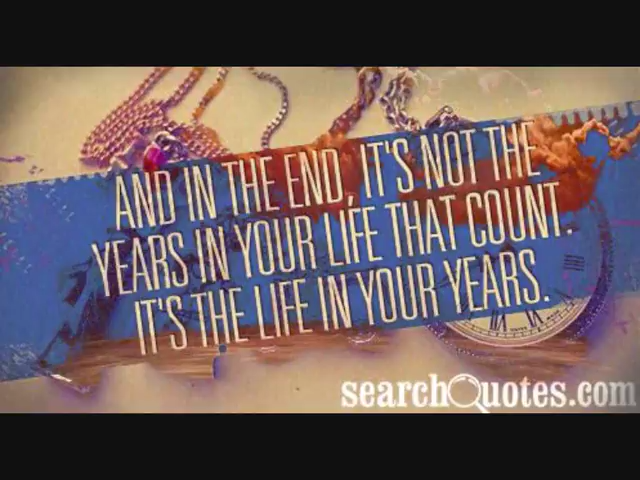 AND IN THE END, IT'S NOT THE
YEARS IN YOUR LIFE THAT COUNT.
IT'S THE LIFE IN YOUR YEARS.
searchQuotes.com